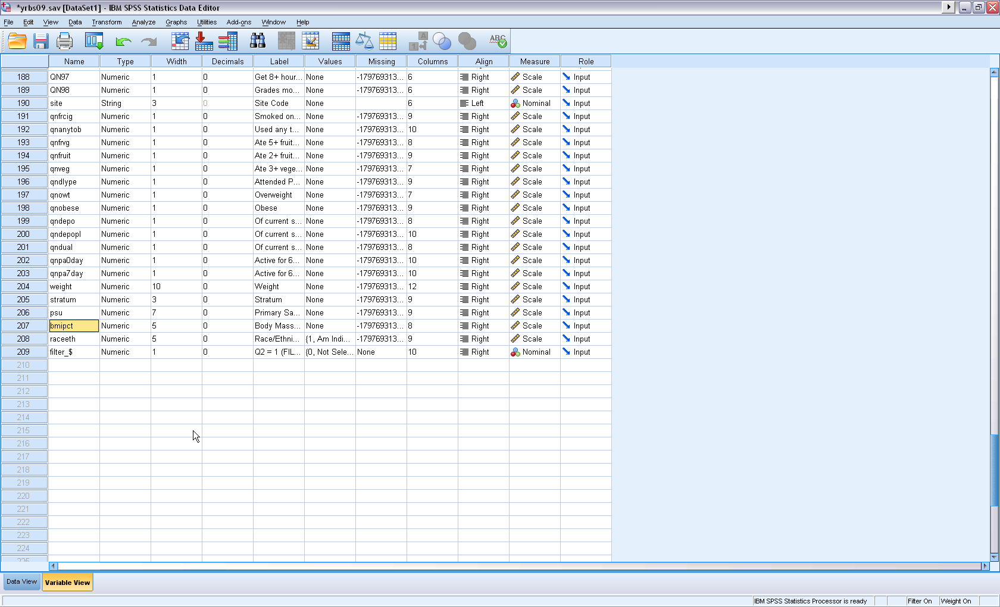 *yrbs09.sav [DataSet1] - IBM SPSS Statistics Data Editor
File Edit View Data Transform Analyze Graphs Utilities Add-ons Window Help
Name Type Width Decimals Label Values Missing Columns Align Measure Role
188 QN97 Numeric 1 0 Get 8+ hour... None -179769313... 6 Right Scale Input
189 QN98 Numeric 1 0 Grades mo... None -179769313... 6 Right Scale Input
190 site String 3 0 Site Code None 6 Left Nominal Input
191 qnfrcig Numeric 1 0 Smoked on... None -179769313... 9 Right Scale Input
192 qnanytob Numeric 1 0 Used any t... None -179769313... 10 Right Scale Input
193 qnfrvg Numeric 1 0 Ate 5+ fruit... None -179769313... 8 Right Scale Input
194 qnfruit Numeric 1 0 Ate 2+ fruit... None -179769313... 9 Right Scale Input
195 qnveg Numeric 1 0 Ate 3+ vege... None -179769313... 7 Right Scale Input
196 qndlype Numeric 1 0 Attended P... None -179769313... 9 Right Scale Input
197 qnowt Numeric 1 0 Overweight None -179769313... 7 Right Scale Input
198 qnobese Numeric 1 0 Obese None -179769313... 9 Right Scale Input
199 qndepo Numeric 1 0 Of current s... None -179769313... 8 Right Scale Input
200 qndepopl Numeric 1 0 Of current s... None -179769313... 10 Right Scale Input
201 qndual Numeric 1 0 Of current s... None -179769313... 8 Right Scale Input
202 qnpa0day Numeric 1 0 Active for 6... None -179769313... 10 Right Scale Input
203 qnpa7day Numeric 1 0 Active for 6... None -179769313... 10 Right Scale Input
204 weight Numeric 10 0 Weight None -179769313... 12 Right Scale Input
205 stratum Numeric 3 0 Stratum None -179769313... 9 Right Scale Input
206 psu Numeric 7 0 Primary Sa... None -179769313... 9 Right Scale Input
207 bmipct Numeric 5 0 Body Mass... None -179769313... 8 Right Scale Input
208 raceeth Numeric 5 0 Race/Ethni... {1, Am Indi... -179769313... 9 Right Scale Input
209 filter_$ Numeric 1 0 Q2 = 1 (FIL... {0, Not Sele... None 10 Right Nominal Input
210
211
212
213
214
215
216
217
218
219
220
221
222
223
224
225
Data View Variable View
IBM SPSS Statistics Processor is ready Filter On Weight On